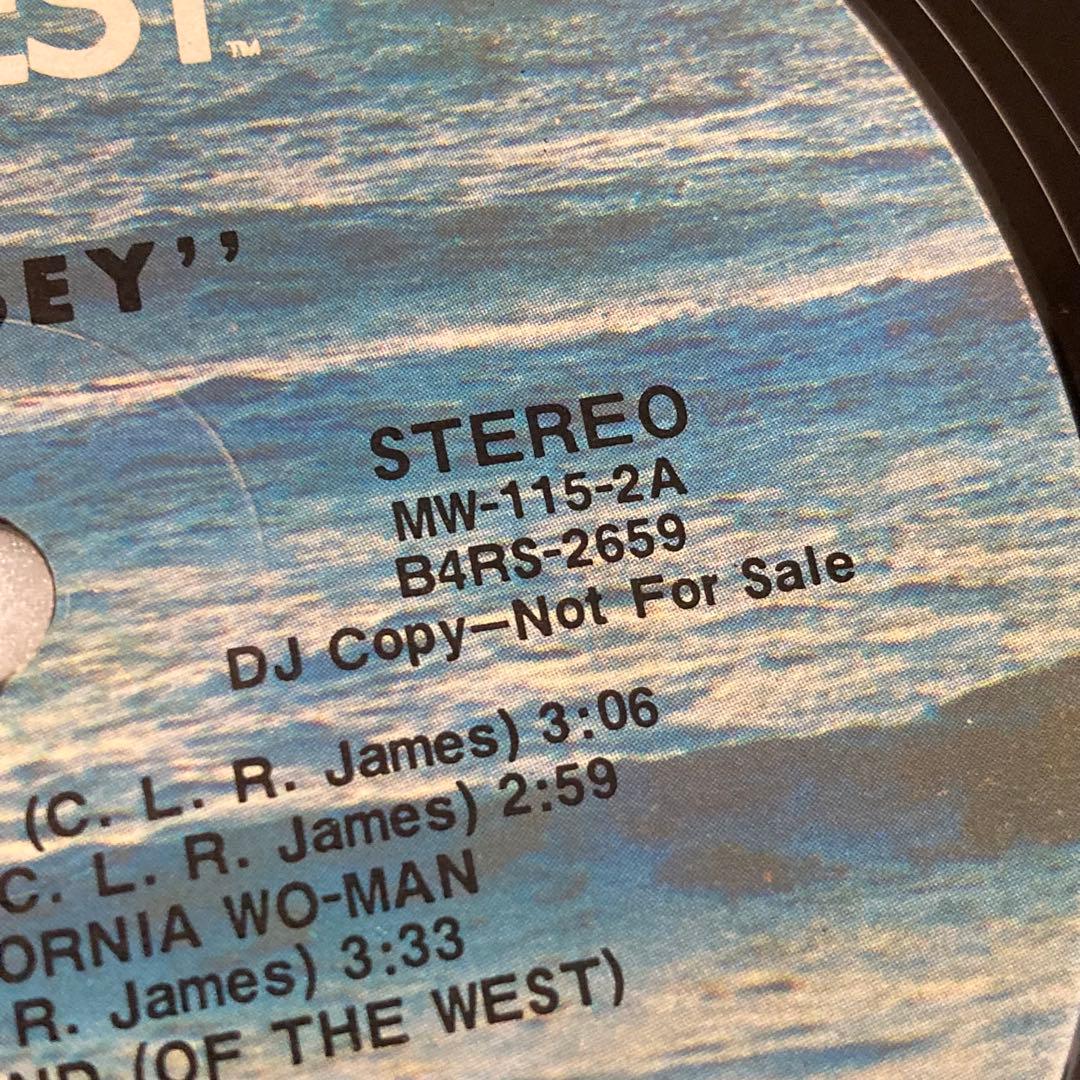 EST™
EY’’
STEREO
MW-115-2A
B4RS-2659
DJ Copy—Not For Sale
(C. L. R. James) 3:06
C. L. R. James) 2:59
ORNIA WO-MAN
R. James) 3:33
ND (OF THE WEST)